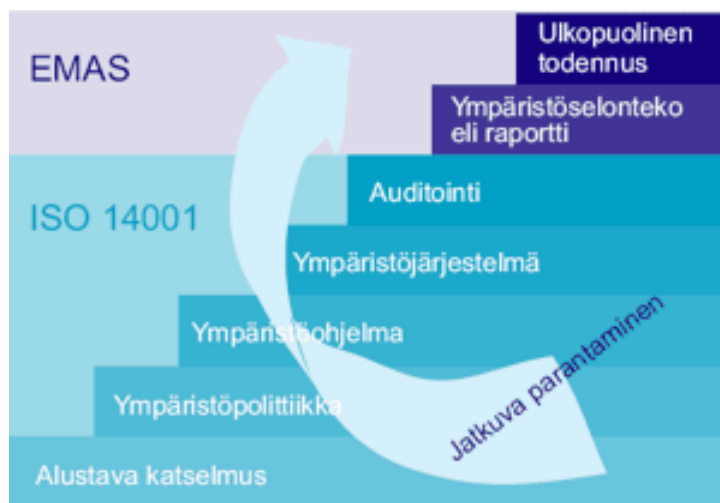 EMAS
Ulkopuolinen
todennus
Ympäristöselonteko
eli raportti
ISO 14001
Auditointi
Ympäristöjärjestelmä
Ympäristöohjelma
Ympäristöpolittiikka
Alustava katselmus
Jatkuva parantaminen